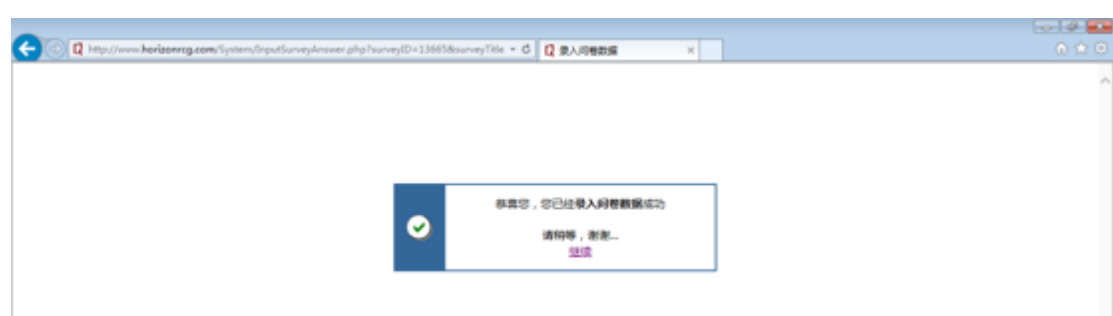 http://www.horizonrcg.com/System/InputSurveyAnswer.php?surveyID=13665&surveyTitle
录入问卷数据
恭喜您，您已经录入问卷数据成功
请稍等，谢谢...
继续